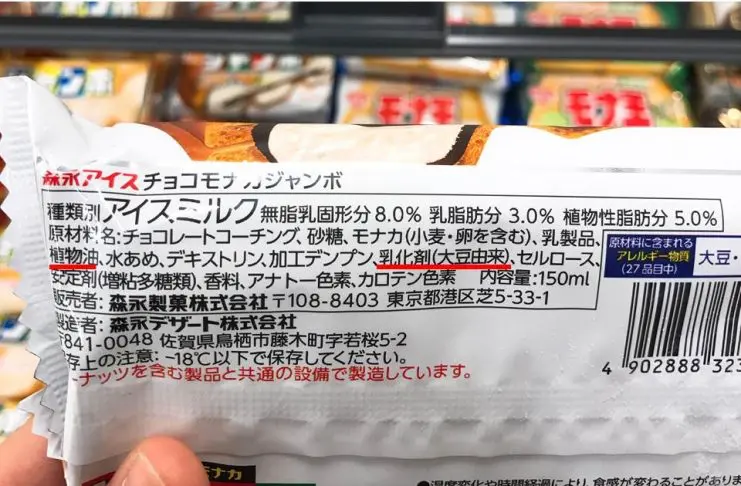 モナ王
森永アイス チョコモナカジャンボ
種類別 アイスミルク 無脂乳固形分 8.0% 乳脂肪分 3.0% 植物性脂肪分 5.0%
原材料名:チョコレートコーチング、砂糖、モナカ(小麦・卵を含む)、乳製品、
植物油、水あめ、デキストリン、加工デンプン、乳化剤(大豆由来)、セルロース、
安定剤(増粘多糖類)、香料、アナトー色素、カロテン色素 内容量:150ml
販売者: 森永製菓株式会社 〒108-8403 東京都港区芝5-33-1
製造者: 森永デザート株式会社
〒841-0048 佐賀県鳥栖市藤木町字若桜5-2
存上の注意: −18℃以下で保存してください。
ーナッツを含む製品と共通の設備で製造しています。
原材料に含まれる
アレルギー物質
(27品目中)
大豆・
4 902888 323
モナカ
●温度変化や時間経過により、食感が変わることがありま